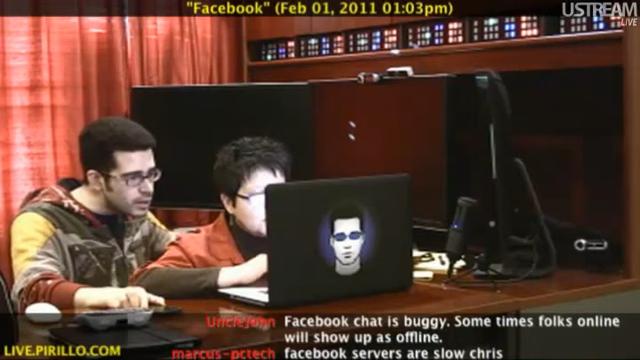 "Facebook" (Feb 01, 2011 01:03pm)
USTREAM
LIVE
UncleJohn Facebook chat is buggy. Some times folks online
will show up as offline.
LIVE.PIRILLO.COM marcus-pctech facebook servers are slow chris